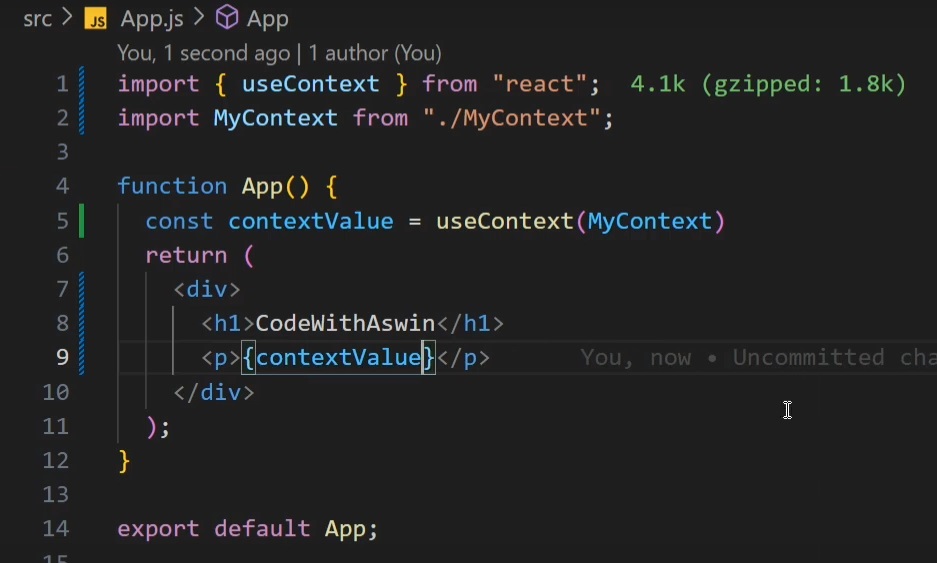 src > JS App.js > App
You, 1 second ago | 1 author (You)
1 import { useContext } from "react"; 4.1k (gzipped: 1.8k)
2 import MyContext from "./MyContext";
3
4 function App() {
5 const contextValue = useContext(MyContext)
6 return (
7 <div>
8 <h1>CodeWithAswin</h1>
9 <p>{contextValue}</p> You, now • Uncommitted cha
10 </div>
11 );
12 }
13
14 export default App;
15